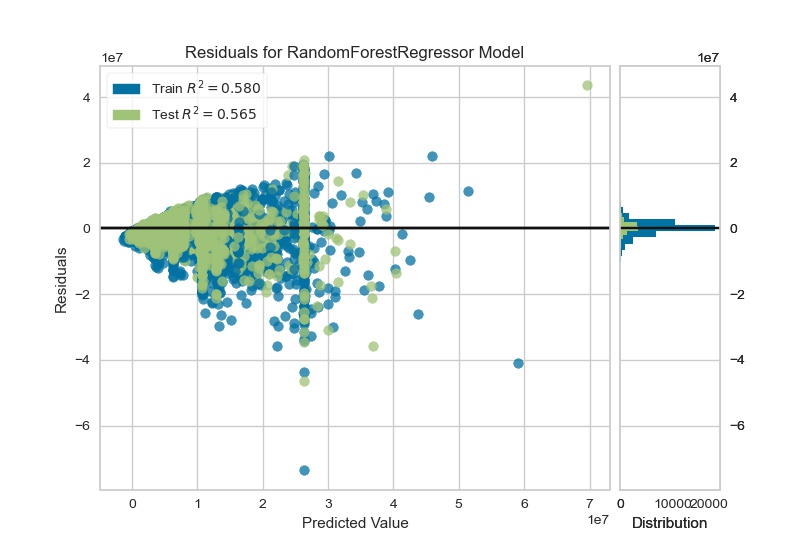 Residuals for RandomForestRegressor Model
1e7
1e7
Train R² = 0.580
Test R² = 0.565
4
2
0
−2
−4
−6
Residuals
4
2
0
−2
−4
−6
0 1 2 3 4 5 6 7
1e7
Predicted Value
0 10000 20000
Distribution